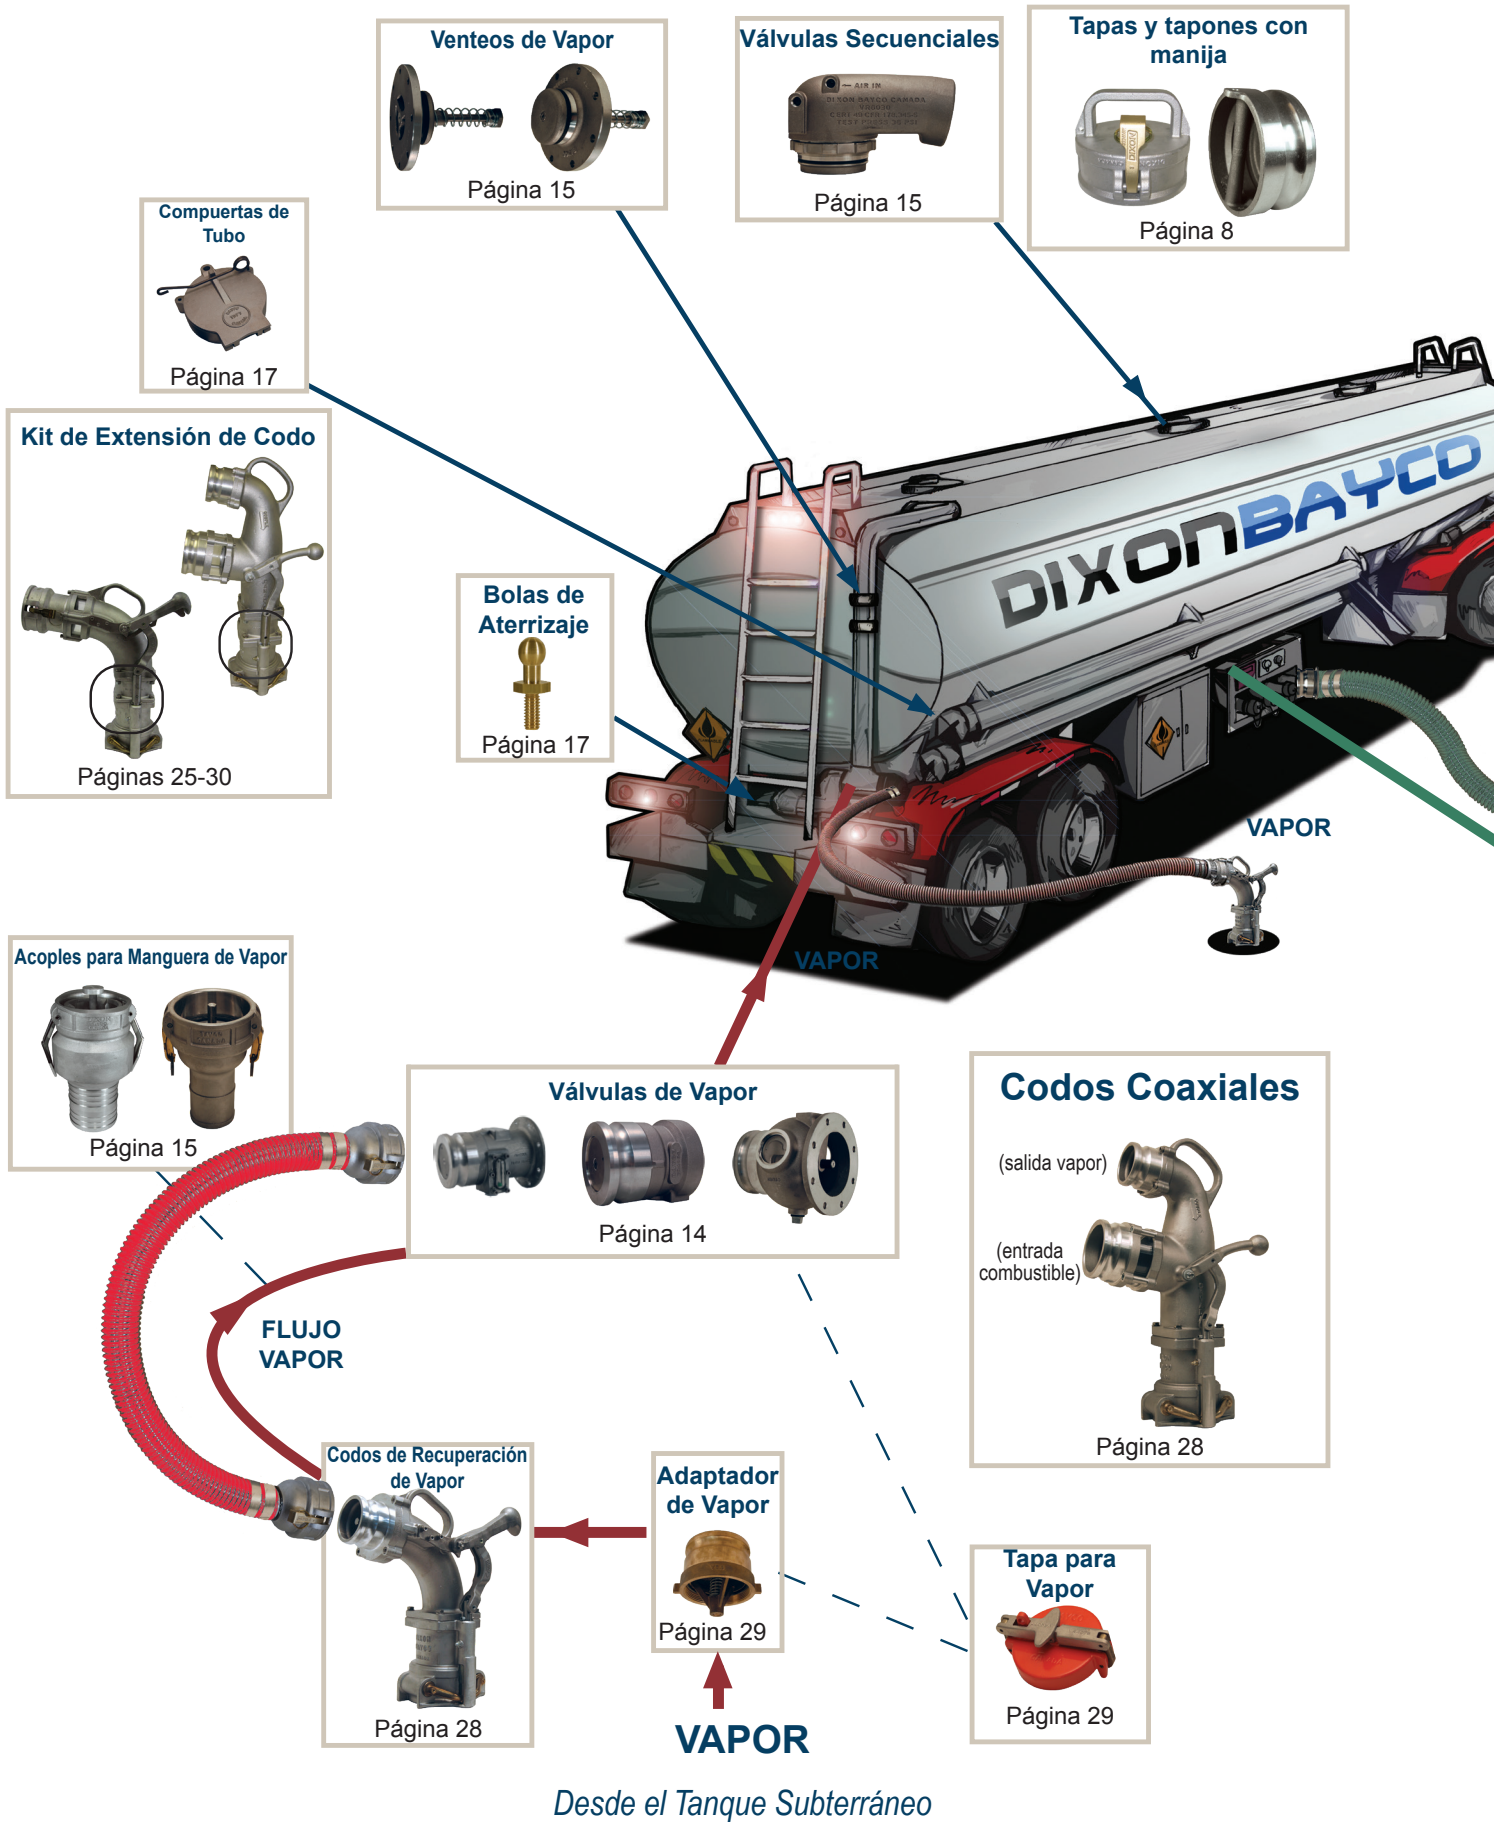 Venteos de Vapor
Página 15
Válvulas Secuenciales
AIR IN
DIXON BAYCO CANADA
Página 15
Tapas y tapones con
manija
Página 8
Compuertas de
Tubo
Página 17
Kit de Extensión de Codo
Páginas 25-30
Bolas de
Aterrizaje
Página 17
DIXONBAYCO
VAPOR
VAPOR
Acoples para Manguera de Vapor
Página 15
Válvulas de Vapor
Página 14
Codos Coaxiales
(salida vapor)
(entrada
combustible)
Página 28
FLUJO
VAPOR
Codos de Recuperación
de Vapor
Página 28
Adaptador
de Vapor
Página 29
Tapa para
Vapor
Página 29
VAPOR
Desde el Tanque Subterráneo